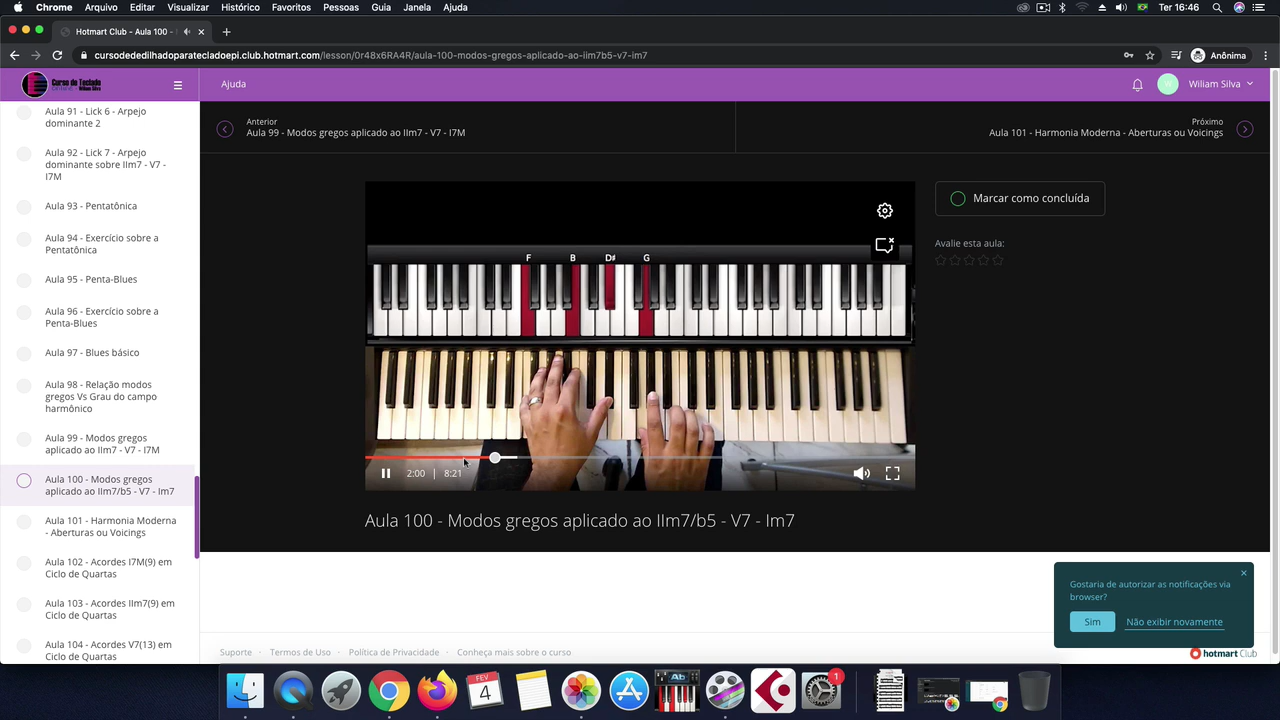 Chrome Arquivo Editar Visualizar Histórico Favoritos Pessoas Guia Janela Ajuda
Ter 16:46
Hotmart Club - Aula 100 -
cursodededilhadoparatecladoepi.club.hotmart.com/lesson/0r48x6RA4R/aula-100-modos-gregos-aplicado-ao-iim7b5-v7-im7
Anônima
Curso de Teclado
Wiliam Silva
Ajuda
Wiliam Silva
Aula 91 - Lick 6 - Arpejo
dominante 2
Aula 92 - Lick 7 - Arpejo
dominante sobre IIm7 - V7 -
I7M
Aula 93 - Pentatônica
Aula 94 - Exercício sobre a
Pentatônica
Aula 95 - Penta-Blues
Aula 96 - Exercício sobre a
Penta-Blues
Aula 97 - Blues básico
Aula 98 - Relação modos
gregos Vs Grau do campo
harmônico
Aula 99 - Modos gregos
aplicado ao IIm7 - V7 - I7M
Aula 100 - Modos gregos
aplicado ao IIm7/b5 - V7 - Im7
Aula 101 - Harmonia Moderna
- Aberturas ou Voicings
Aula 102 - Acordes I7M(9) em
Ciclo de Quartas
Aula 103 - Acordes IIm7(9) em
Ciclo de Quartas
Aula 104 - Acordes V7(13) em
Ciclo de Quartas
Anterior
Aula 99 - Modos gregos aplicado ao IIm7 - V7 - I7M
Próximo
Aula 101 - Harmonia Moderna - Aberturas ou Voicings
F B D# G
2:00 | 8:21
Marcar como concluída
Avalie esta aula:
Aula 100 - Modos gregos aplicado ao IIm7/b5 - V7 - Im7
Gostaria de autorizar as notificações via
browser?
Sim Não exibir novamente
Suporte · Termos de Uso · Política de Privacidade · Conheça mais sobre o curso
hotmart Club
FEV
4
Ab
1